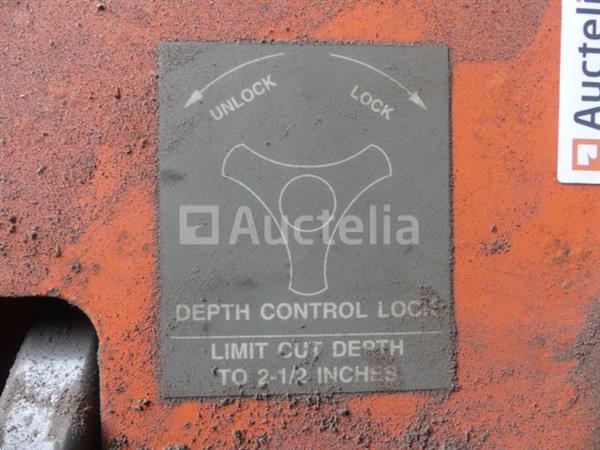 UNLOCK
LOCK
Auctelia
DEPTH CONTROL LOCK
LIMIT CUT DEPTH
TO 2-1/2 INCHES
Auctelia